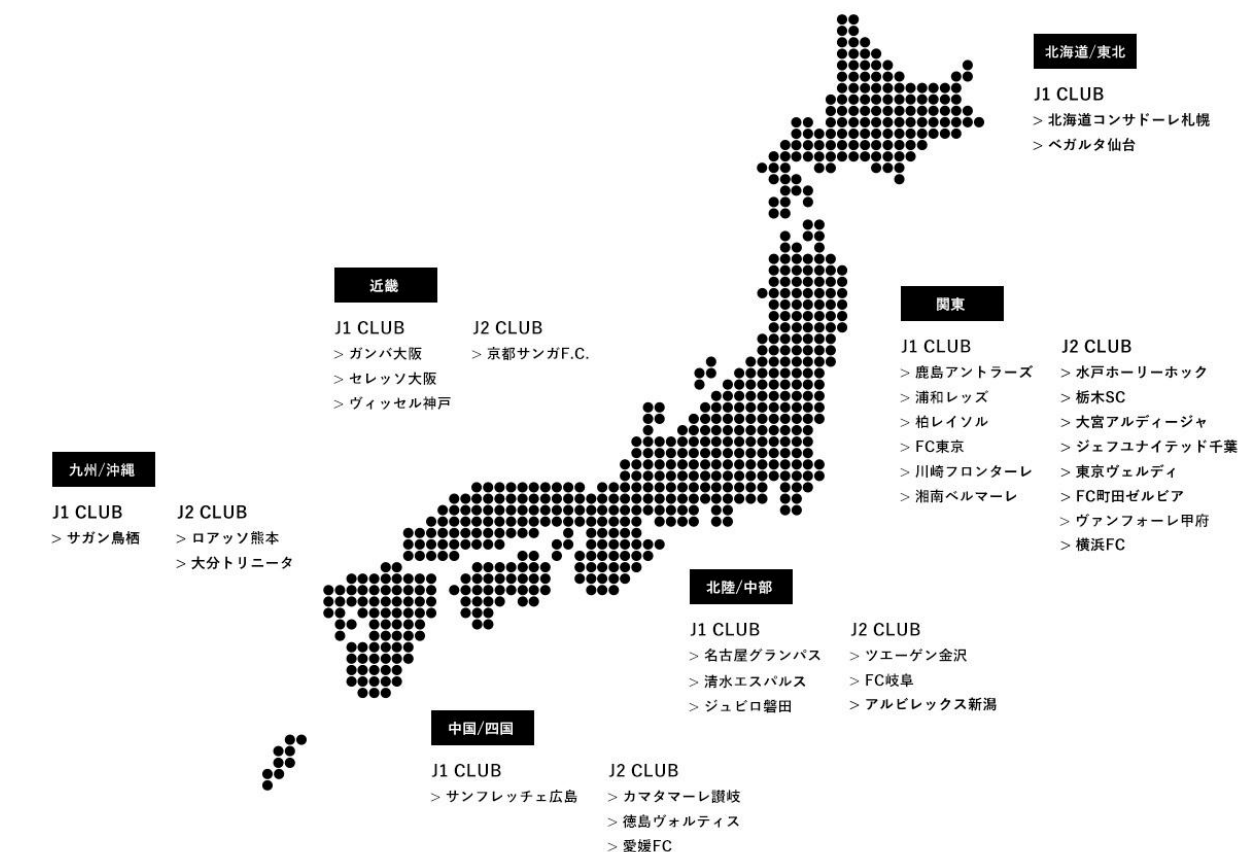 北海道/東北
J1 CLUB
> 北海道コンサドーレ札幌
> ベガルタ仙台
近畿
J1 CLUB
> ガンバ大阪
> セレッソ大阪
> ヴィッセル神戸
J2 CLUB
> 京都サンガF.C.
関東
J1 CLUB
> 鹿島アントラーズ
> 浦和レッズ
> 柏レイソル
> FC東京
> 川崎フロンターレ
> 湘南ベルマーレ
J2 CLUB
> 水戸ホーリーホック
> 栃木SC
> 大宮アルディージャ
> ジェフユナイテッド千葉
> 東京ヴェルディ
> FC町田ゼルビア
> ヴァンフォーレ甲府
> 横浜FC
九州/沖縄
J1 CLUB
> サガン鳥栖
J2 CLUB
> ロアッソ熊本
> 大分トリニータ
北陸/中部
J1 CLUB
> 名古屋グランパス
> 清水エスパルス
> ジュビロ磐田
J2 CLUB
> ツエーゲン金沢
> FC岐阜
> アルビレックス新潟
中国/四国
J1 CLUB
> サンフレッチェ広島
J2 CLUB
> カマタマーレ讃岐
> 徳島ヴォルティス
> 愛媛FC